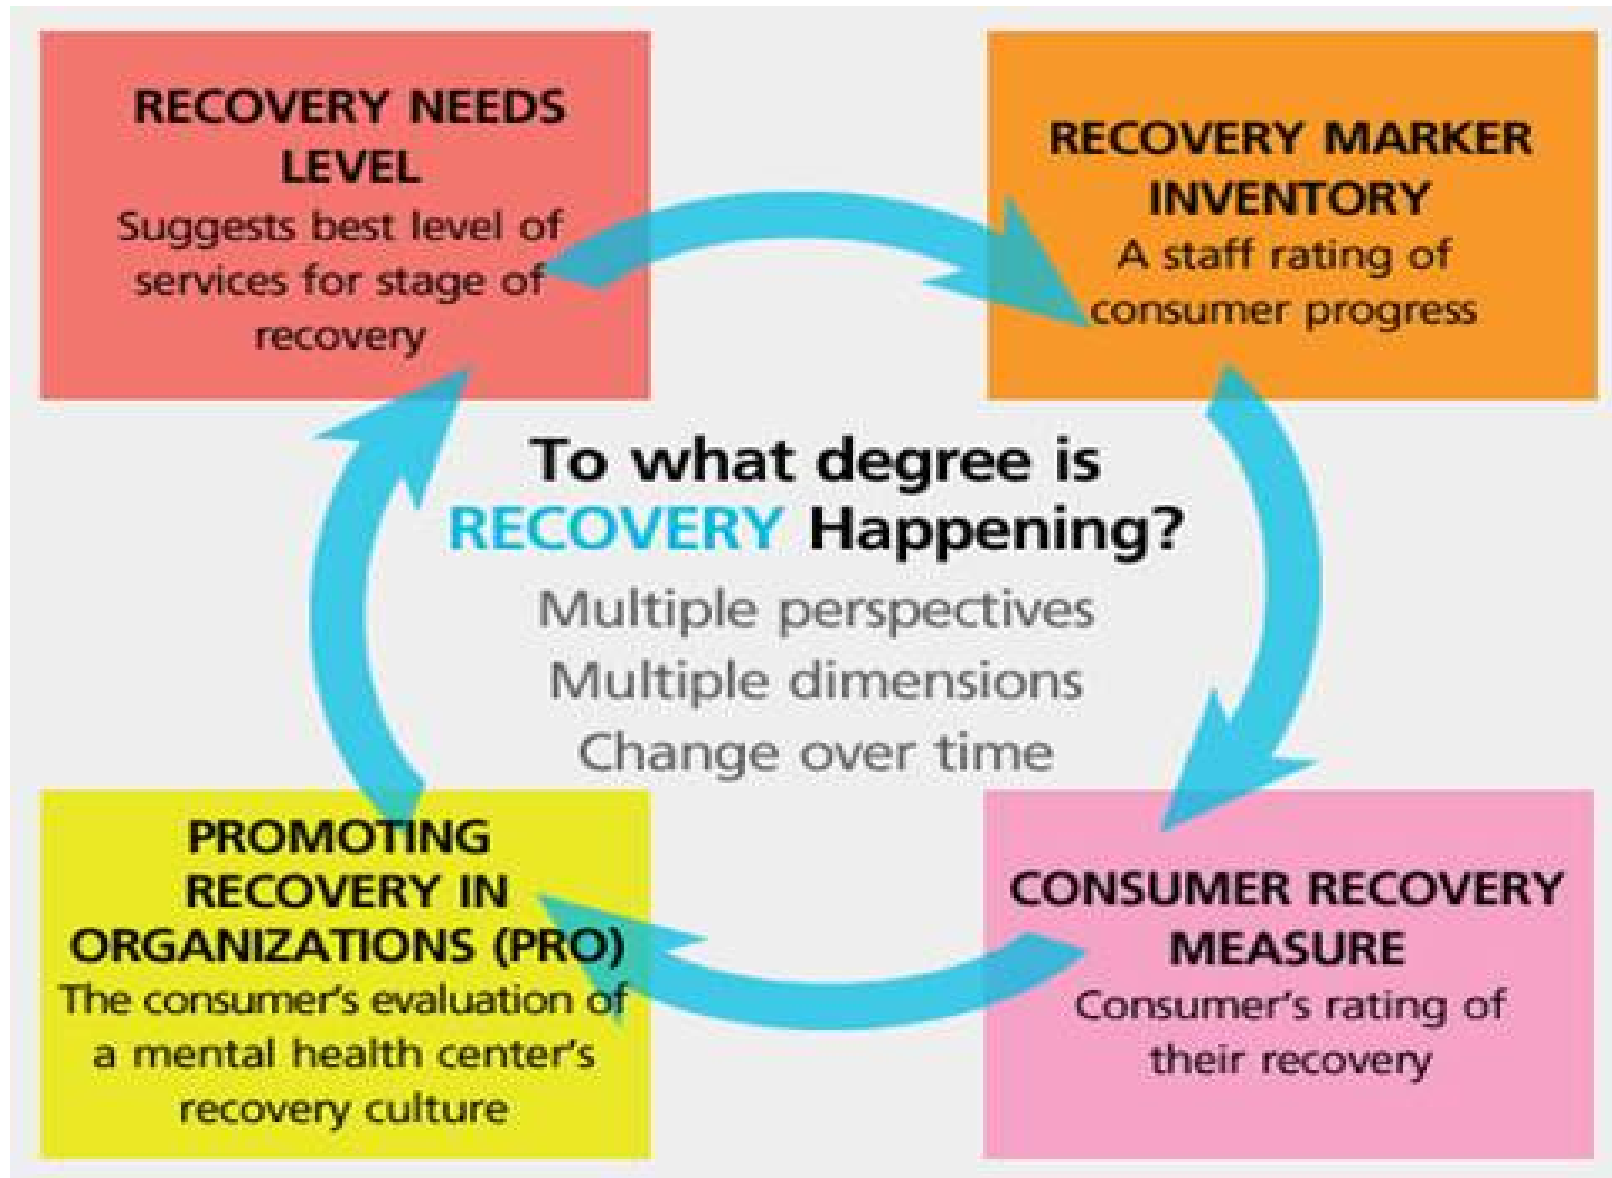 RECOVERY NEEDS
LEVEL
Suggests best level of
services for stage of
recovery
RECOVERY MARKER
INVENTORY
A staff rating of
consumer progress
To what degree is
RECOVERY Happening?
Multiple perspectives
Multiple dimensions
Change over time
PROMOTING
RECOVERY IN
ORGANIZATIONS (PRO)
The consumer's evaluation of
a mental health center's
recovery culture
CONSUMER RECOVERY
MEASURE
Consumer's rating of
their recovery